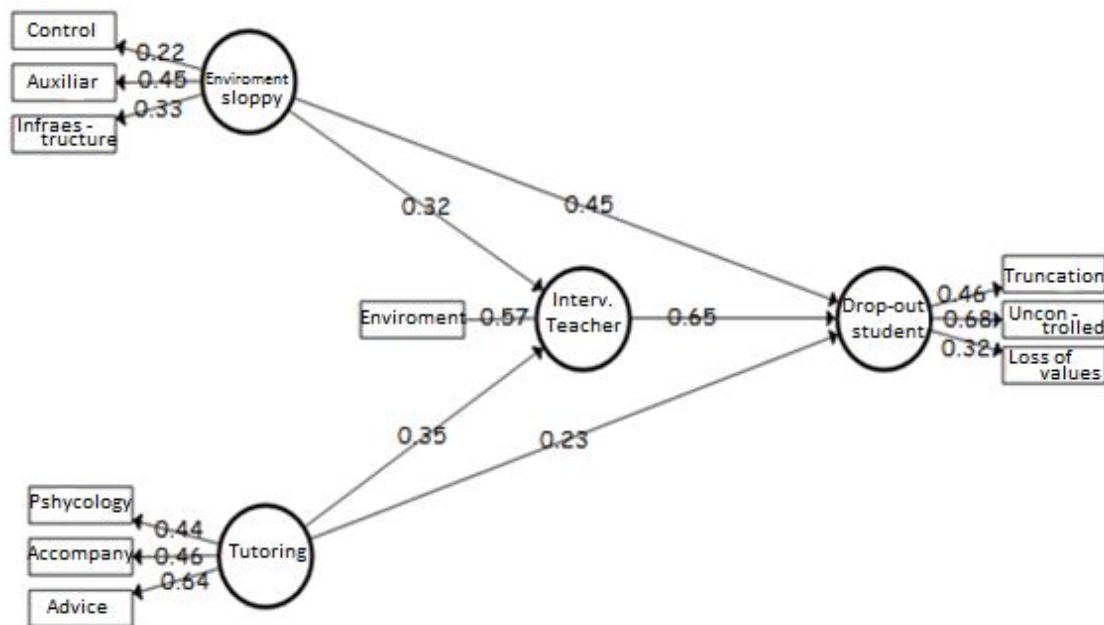 Control
0.22
Enviroment
sloppy
Auxiliar
0.45
0.33
Infraes -
tructure
0.32
0.45
Enviroment
0.57
Interv.
Teacher
0.65
Drop-out
student
0.46
Truncation
0.68
Uncon -
trolled
0.32
Loss of
values
0.35
0.23
Pshycology
0.44
Accompany
0.46
Tutoring
0.64
Advice